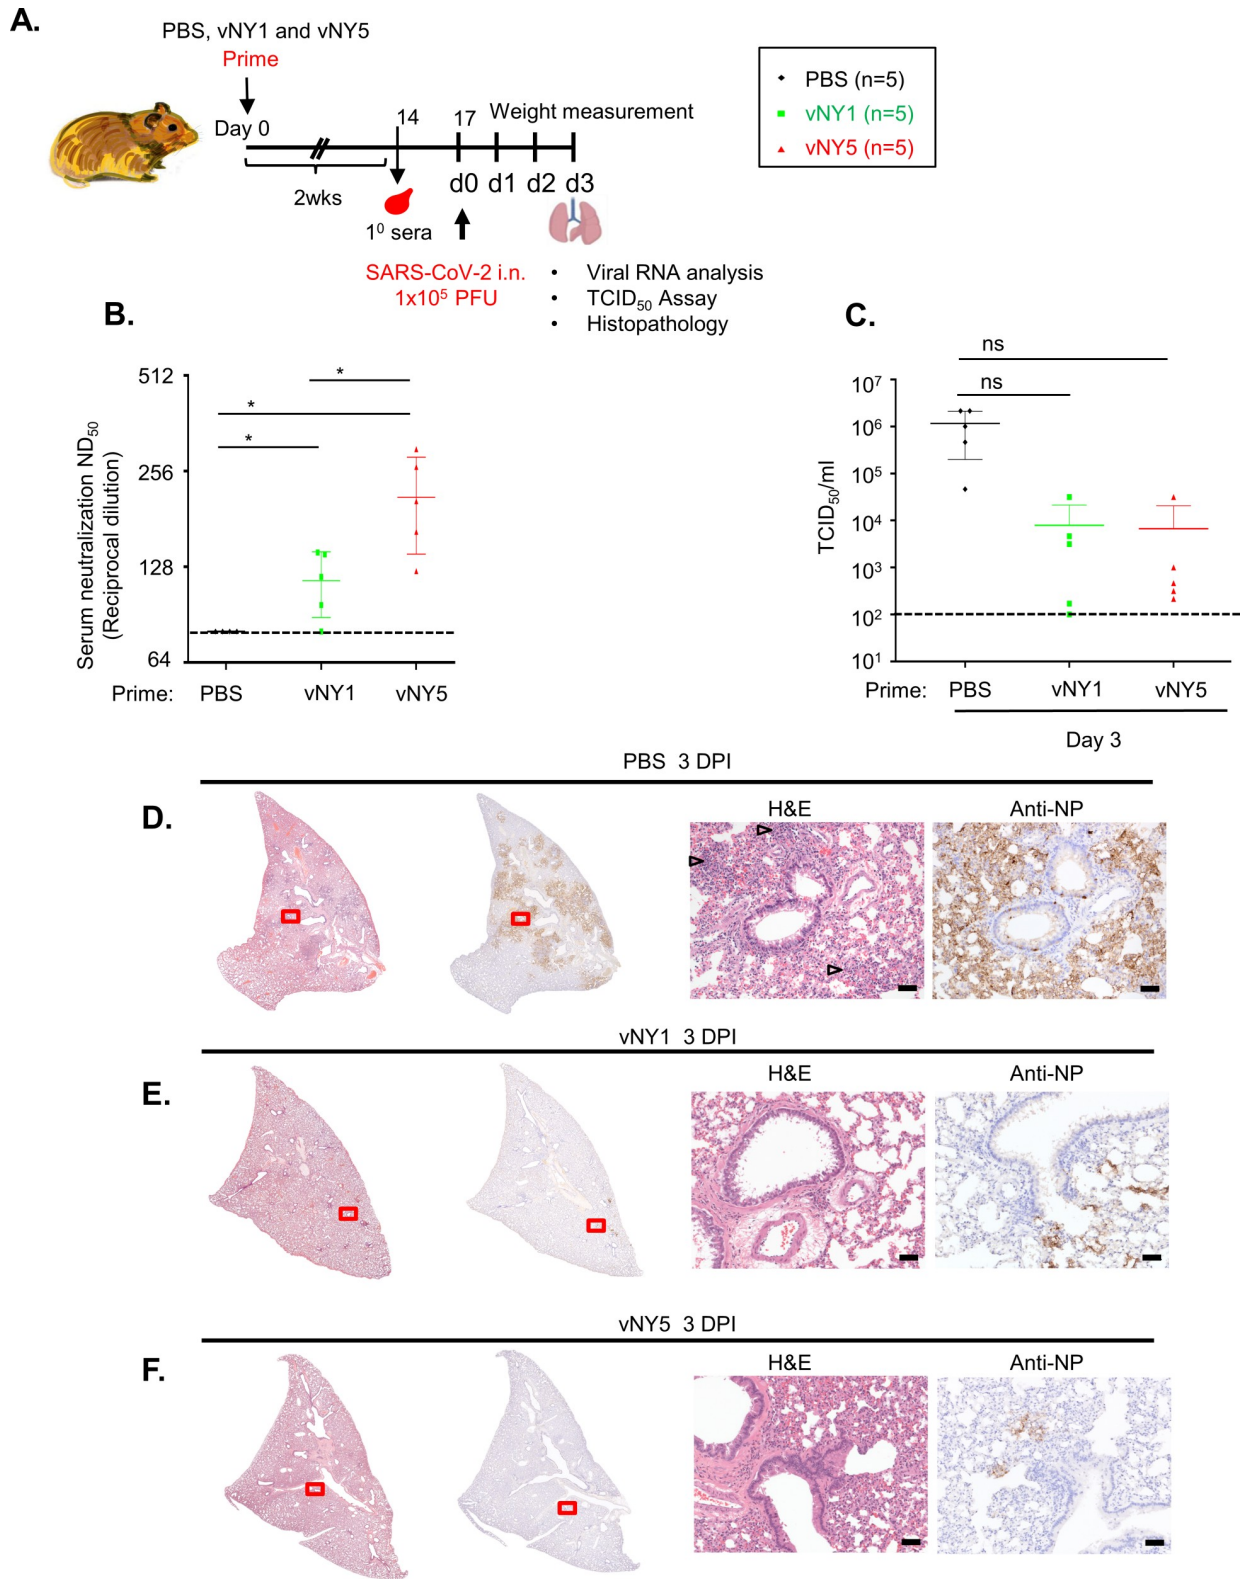 A.
PBS, vNY1 and vNY5
Prime
Day 0
2wks
14
17
Weight measurement
d0 d1 d2 d3
1⁰ sera
SARS-CoV-2 i.n.
1x10⁵ PFU
• Viral RNA analysis
• TCID₅₀ Assay
• Histopathology
PBS (n=5)
vNY1 (n=5)
vNY5 (n=5)
B.
Serum neutralization ND₅₀
(Reciprocal dilution)
512
256
128
64
*
*
*
Prime: PBS vNY1 vNY5
C.
TCID₅₀/ml
10⁷
10⁶
10⁵
10⁴
10³
10²
10¹
ns
ns
Prime: PBS vNY1 vNY5
Day 3
PBS 3 DPI
D.
H&E
Anti-NP
vNY1 3 DPI
E.
H&E
Anti-NP
vNY5 3 DPI
F.
H&E
Anti-NP